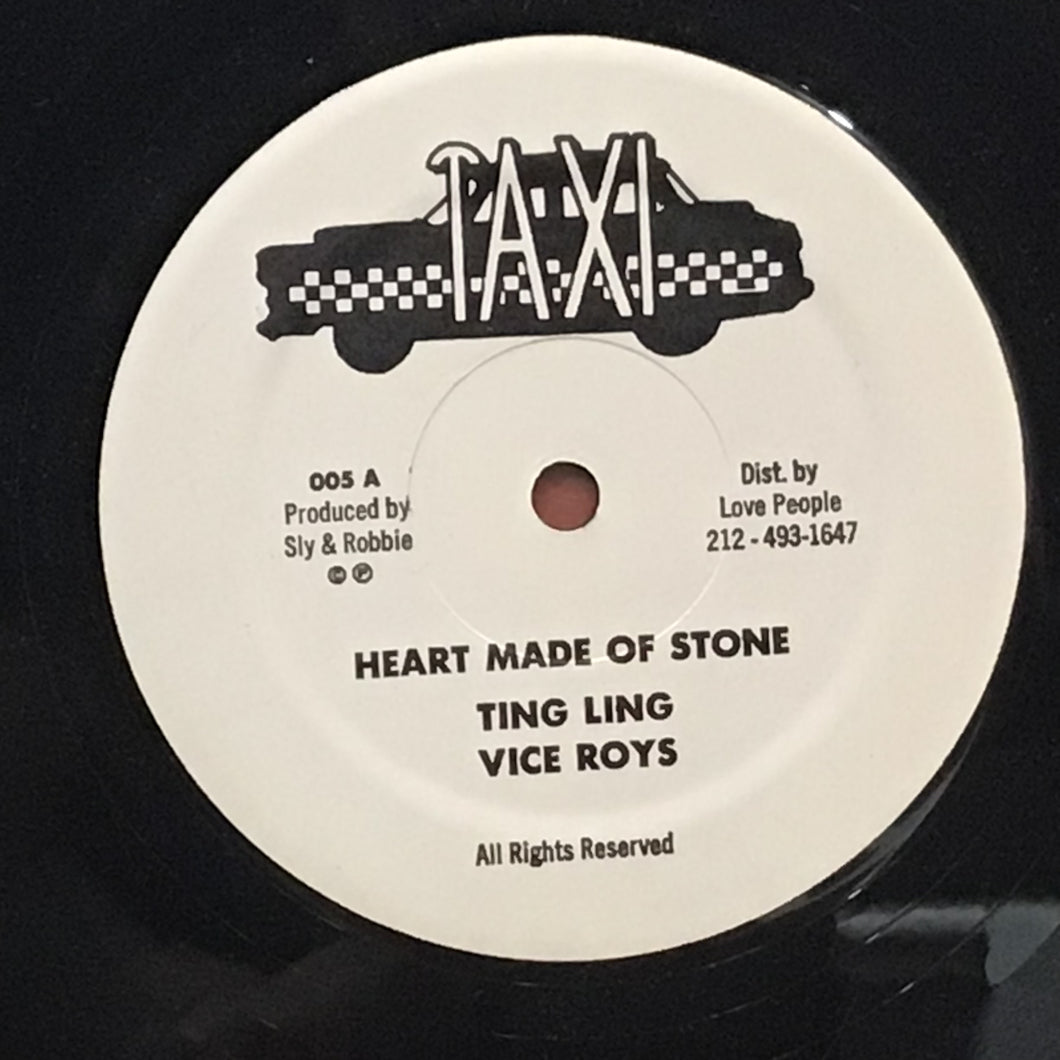 TAXI
005 A
Produced by
Sly & Robbie
Ⓗ Ⓟ
Dist. by
Love People
212 - 493-1647
HEART MADE OF STONE
TING LING
VICE ROYS
All Rights Reserved